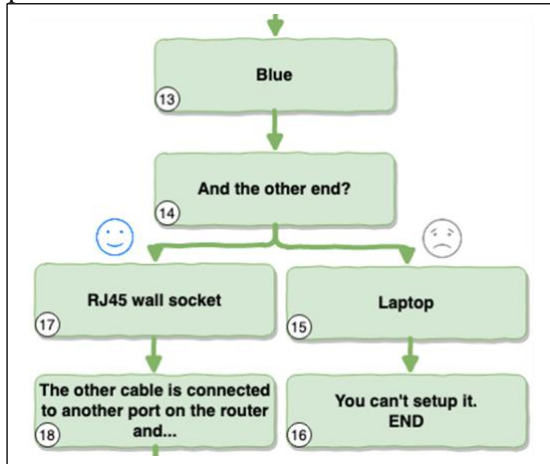 Blue
13
And the other end?
14
RJ45 wall socket
17
Laptop
15
The other cable is connected
to another port on the router
and...
18
You can't setup it.
END
16